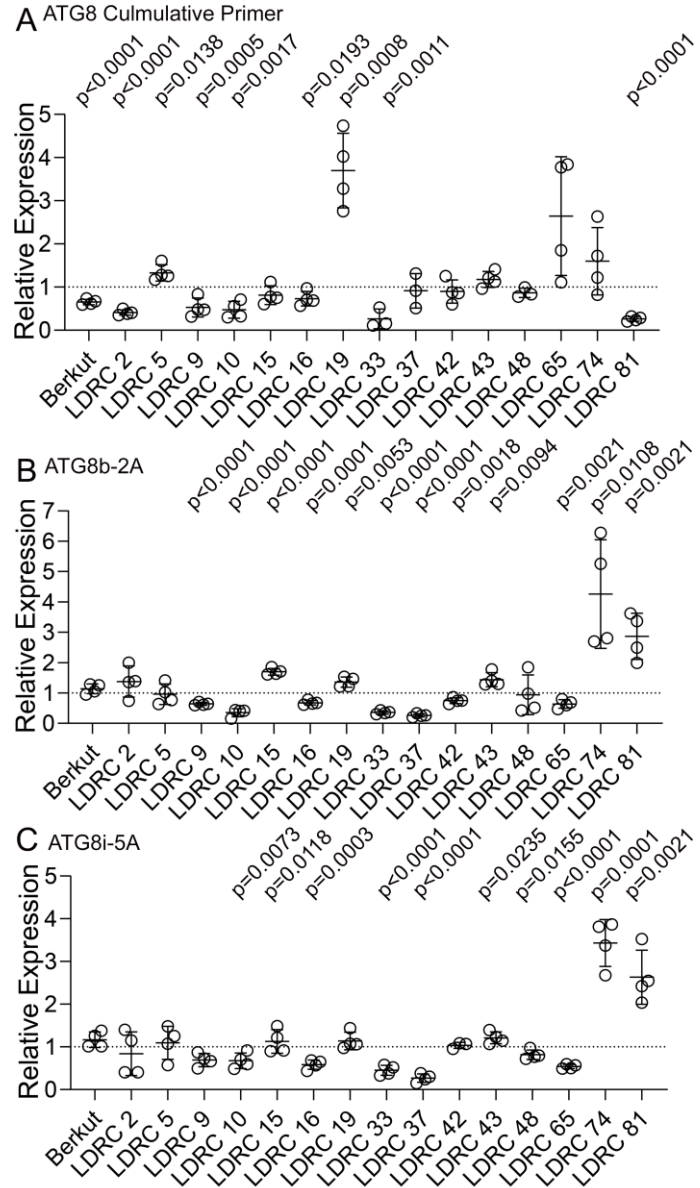 A ATG8 Culmulative Primer
p<0.0001 p<0.0001 p=0.0138 p=0.0005 p=0.0017 p=0.0193 p=0.0008 p=0.0011 p<0.0001
Relative Expression
5
4
3
2
1
0
Berkut LDRC 2 LDRC 5 LDRC 9 LDRC 10 LDRC 15 LDRC 16 LDRC 19 LDRC 33 LDRC 37 LDRC 42 LDRC 43 LDRC 48 LDRC 65 LDRC 74 LDRC 81
B ATG8b-2A
p<0.0001 p<0.0001 p<0.0001 p=0.0001 p=0.0053 p<0.0001 p<0.0001 p=0.0018 p=0.0094 p=0.0021 p=0.0108 p=0.0021
Relative Expression
7
6
5
4
3
2
1
0
Berkut LDRC 2 LDRC 5 LDRC 9 LDRC 10 LDRC 15 LDRC 16 LDRC 19 LDRC 33 LDRC 37 LDRC 42 LDRC 43 LDRC 48 LDRC 65 LDRC 74 LDRC 81
C ATG8i-5A
p=0.0073 p=0.0118 p=0.0003 p<0.0001 p<0.0001 p=0.0235 p=0.0155 p<0.0001 p=0.0001 p=0.0021
Relative Expression
5
4
3
2
1
0
Berkut LDRC 2 LDRC 5 LDRC 9 LDRC 10 LDRC 15 LDRC 16 LDRC 19 LDRC 33 LDRC 37 LDRC 42 LDRC 43 LDRC 48 LDRC 65 LDRC 74 LDRC 81